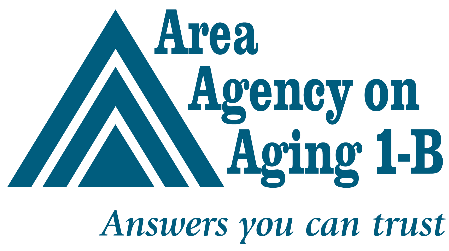 Area
Agency on
Aging 1-B
Answers you can trust